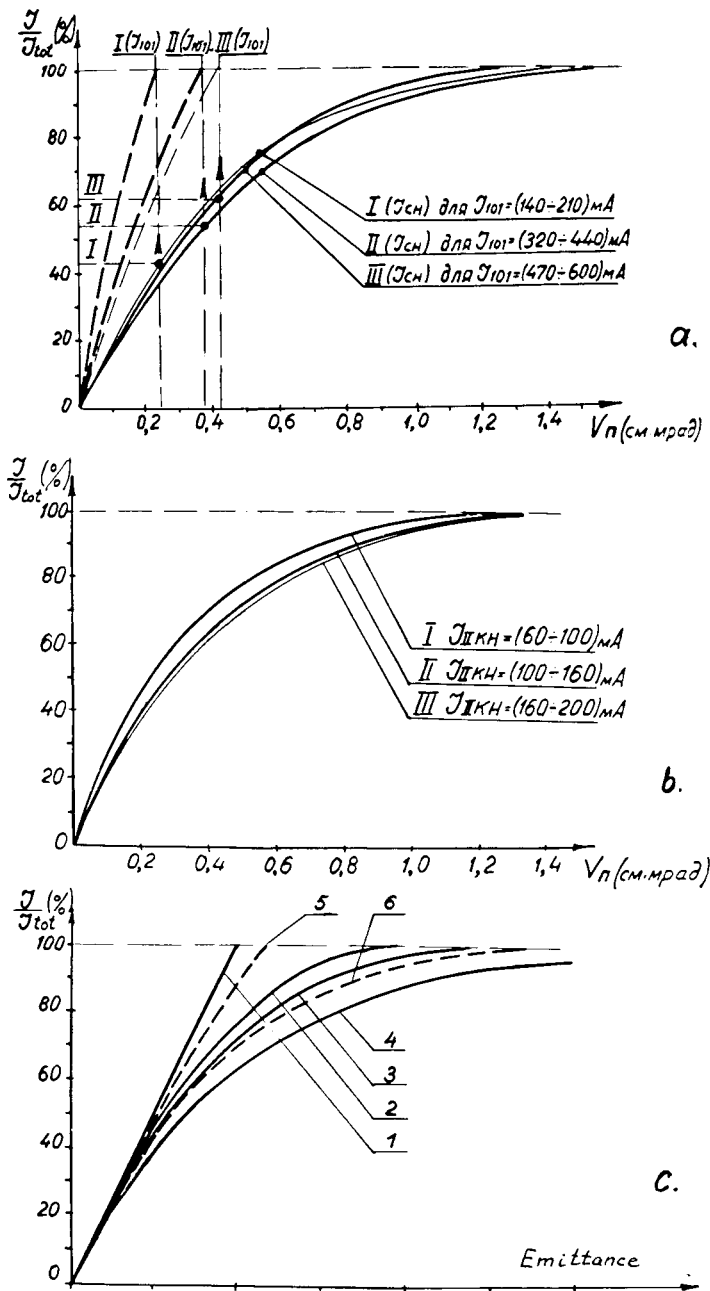 J/Jtot (%)
I (J101) II (J101) III (J101)
100
80
III
60
II
I
40
20
0
0,2 0,4 0,6 0,8 1.0 1.2 1.4
Vп (см·мрад)
I (Jсн) для J101=(140÷210)мА
II (Jсн) для J101=(320÷440)мА
III (Jсн) для J101=(470÷600)мА
a.
J/Jtot (%)
100
80
60
40
20
0
0,2 0,4 0,6 0,8 1.0 1,2 1,4
Vп (см·мрад)
I JIIкн=(60÷100)мА
II JIIкн=(100÷160)мА
III JIIкн=(160÷200)мА
b.
J/Jtot (%)
5
6
100
80
60
40
20
0
4
3
2
1
c.
Emittance